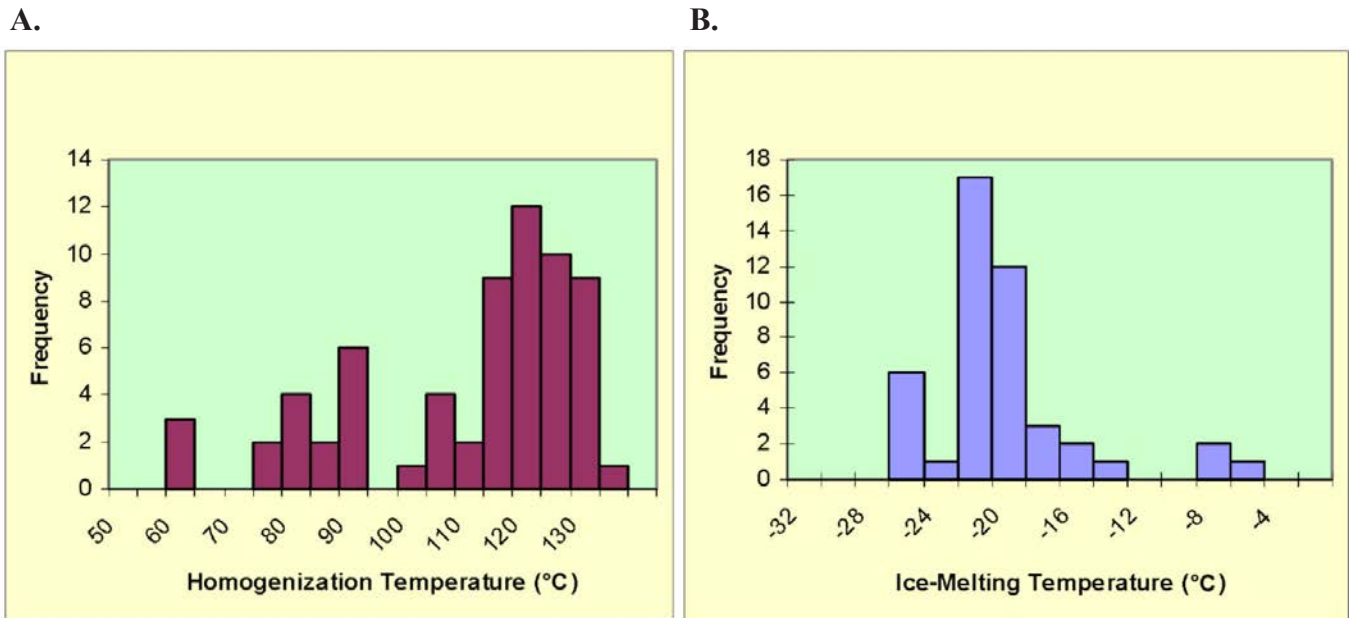 A.
B.
14
12
10
8
6
4
2
0
Frequency
50 60 70 80 90 100 110 120 130
Homogenization Temperature (°C)
18
16
14
12
10
8
6
4
2
0
Frequency
-32 -28 -24 -20 -16 -12 -8 -4
Ice-Melting Temperature (°C)